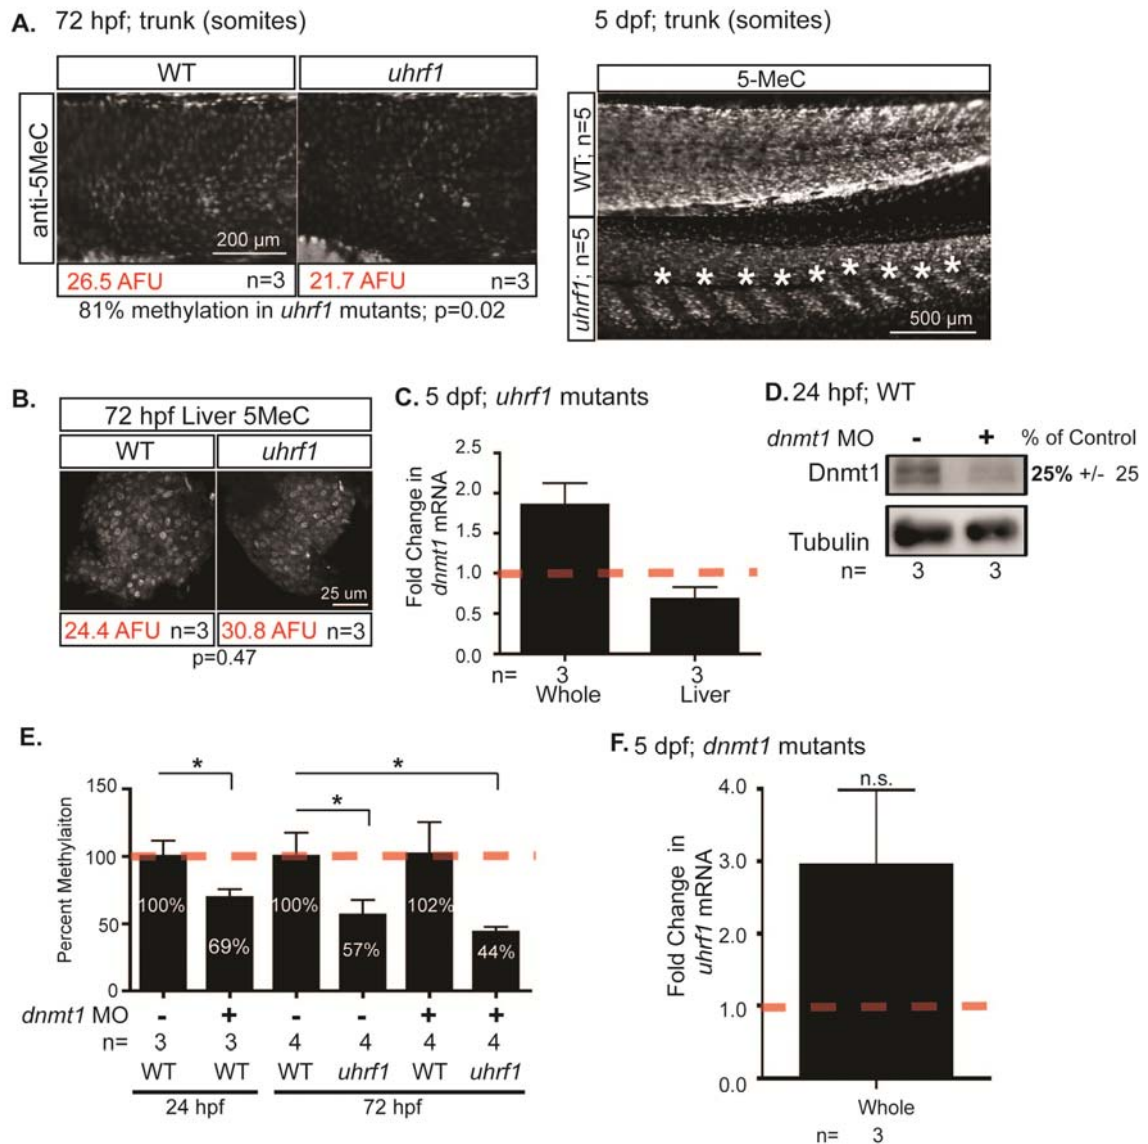 A. 72 hpf; trunk (somites)
WT
uhrf1
anti-5MeC
200 µm
26.5 AFU n=3
21.7 AFU n=3
81% methylation in uhrf1 mutants; p=0.02
5 dpf; trunk (somites)
5-MeC
WT; n=5
uhrf1; n=5
* * * * * * * * *
500 µm
B.
72 hpf Liver 5MeC
WT
uhrf1
25 um
24.4 AFU n=3
30.8 AFU n=3
p=0.47
C. 5 dpf; uhrf1 mutants
Fold Change in
dnmt1 mRNA
2.5
2.0
1.5
1.0
0.5
0.0
n= 3 3
Whole Liver
D. 24 hpf; WT
dnmt1 MO - + % of Control
Dnmt1 25% +/- 25
Tubulin
n= 3 3
E.
Percent Methylaiton
150
100
50
0
*
*
*
100%
69%
100%
57%
102%
44%
dnmt1 MO - + - - + +
n= 3 3 4 4 4 4
WT WT WT uhrf1 WT uhrf1
24 hpf 72 hpf
F. 5 dpf; dnmt1 mutants
Fold Change in
uhrf1 mRNA
4.0
3.0
2.0
1.0
0.0
n.s.
Whole
n= 3